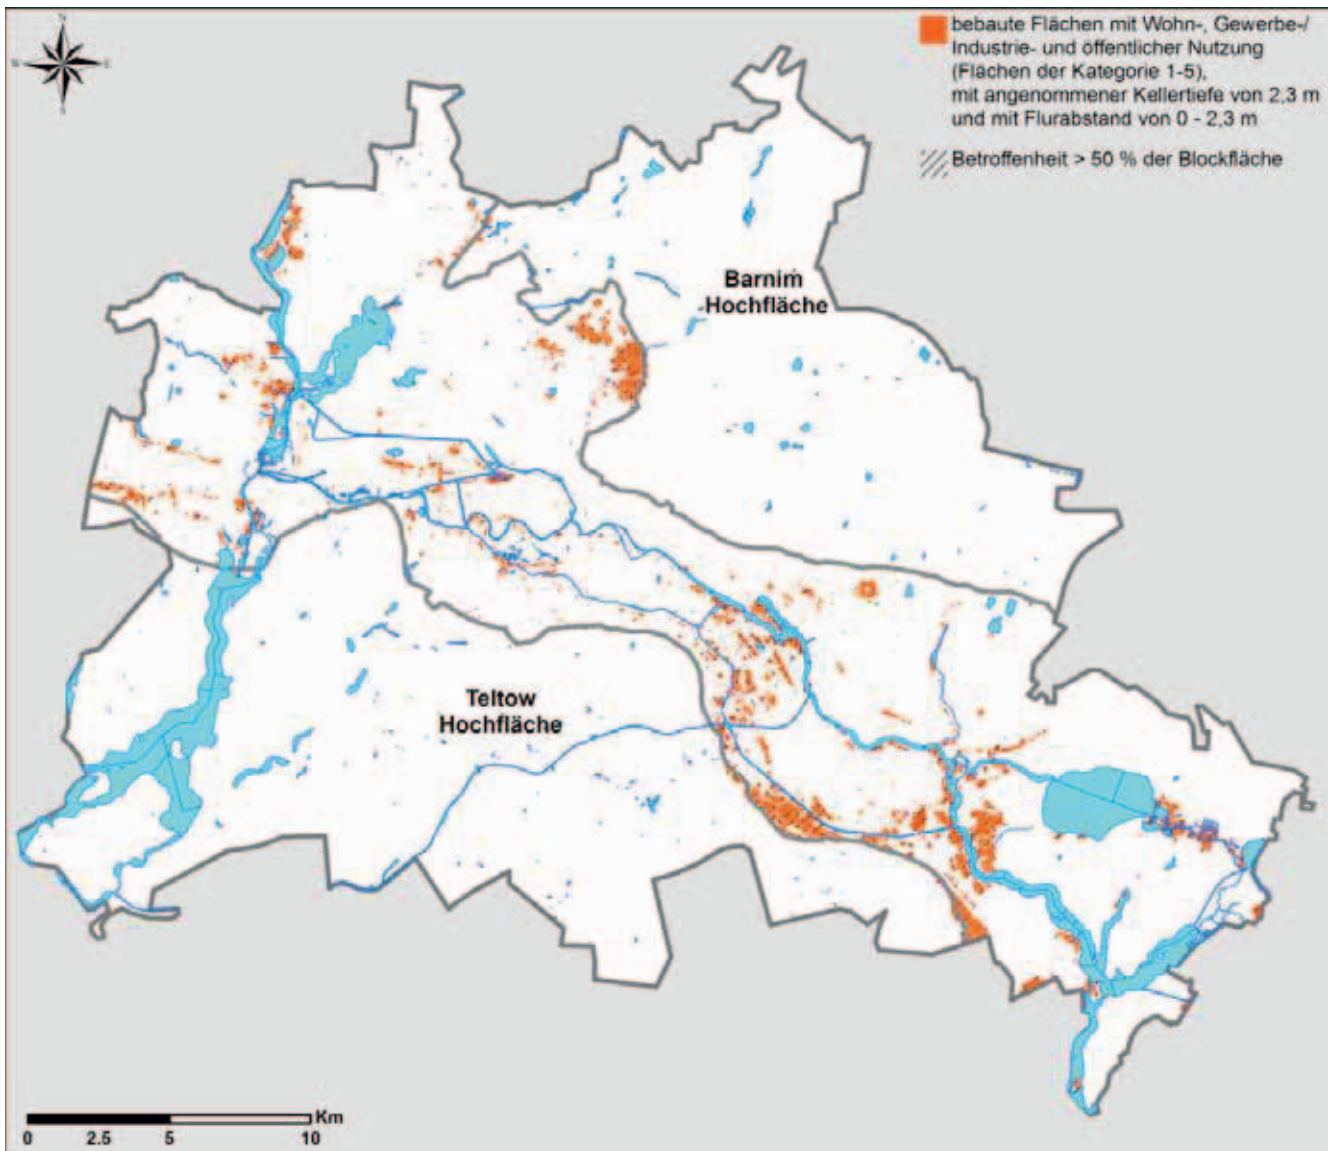 bebaute Flächen mit Wohn-, Gewerbe-/
Industrie- und öffentlicher Nutzung
(Flächen der Kategorie 1-5),
mit angenommener Kellertiefe von 2,3 m
und mit Flurabstand von 0 - 2,3 m
Betroffenheit > 50 % der Blockfläche
Barnim
Hochfläche
Teltow
Hochfläche
Km
0 2.5 5 10